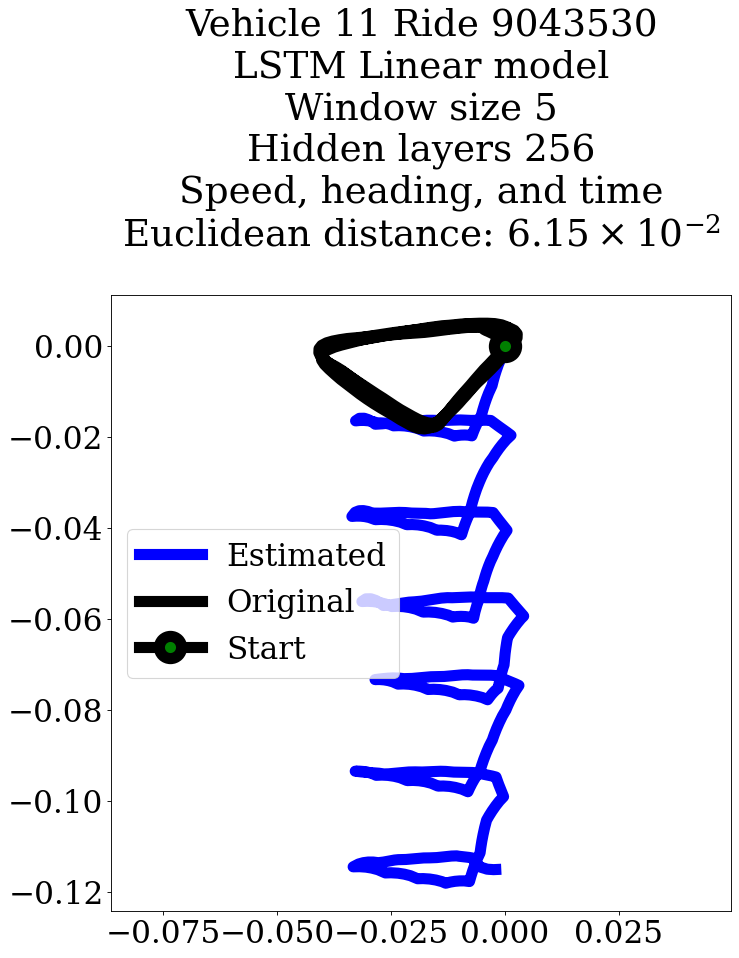 Vehicle 11 Ride 9043530
LSTM Linear model
Window size 5
Hidden layers 256
Speed, heading, and time
Euclidean distance: 6.15 × 10⁻²
0.00
−0.02
−0.04
−0.06
−0.08
−0.10
−0.12
Estimated
Original
Start
−0.075 −0.050 −0.025 0.000 0.025